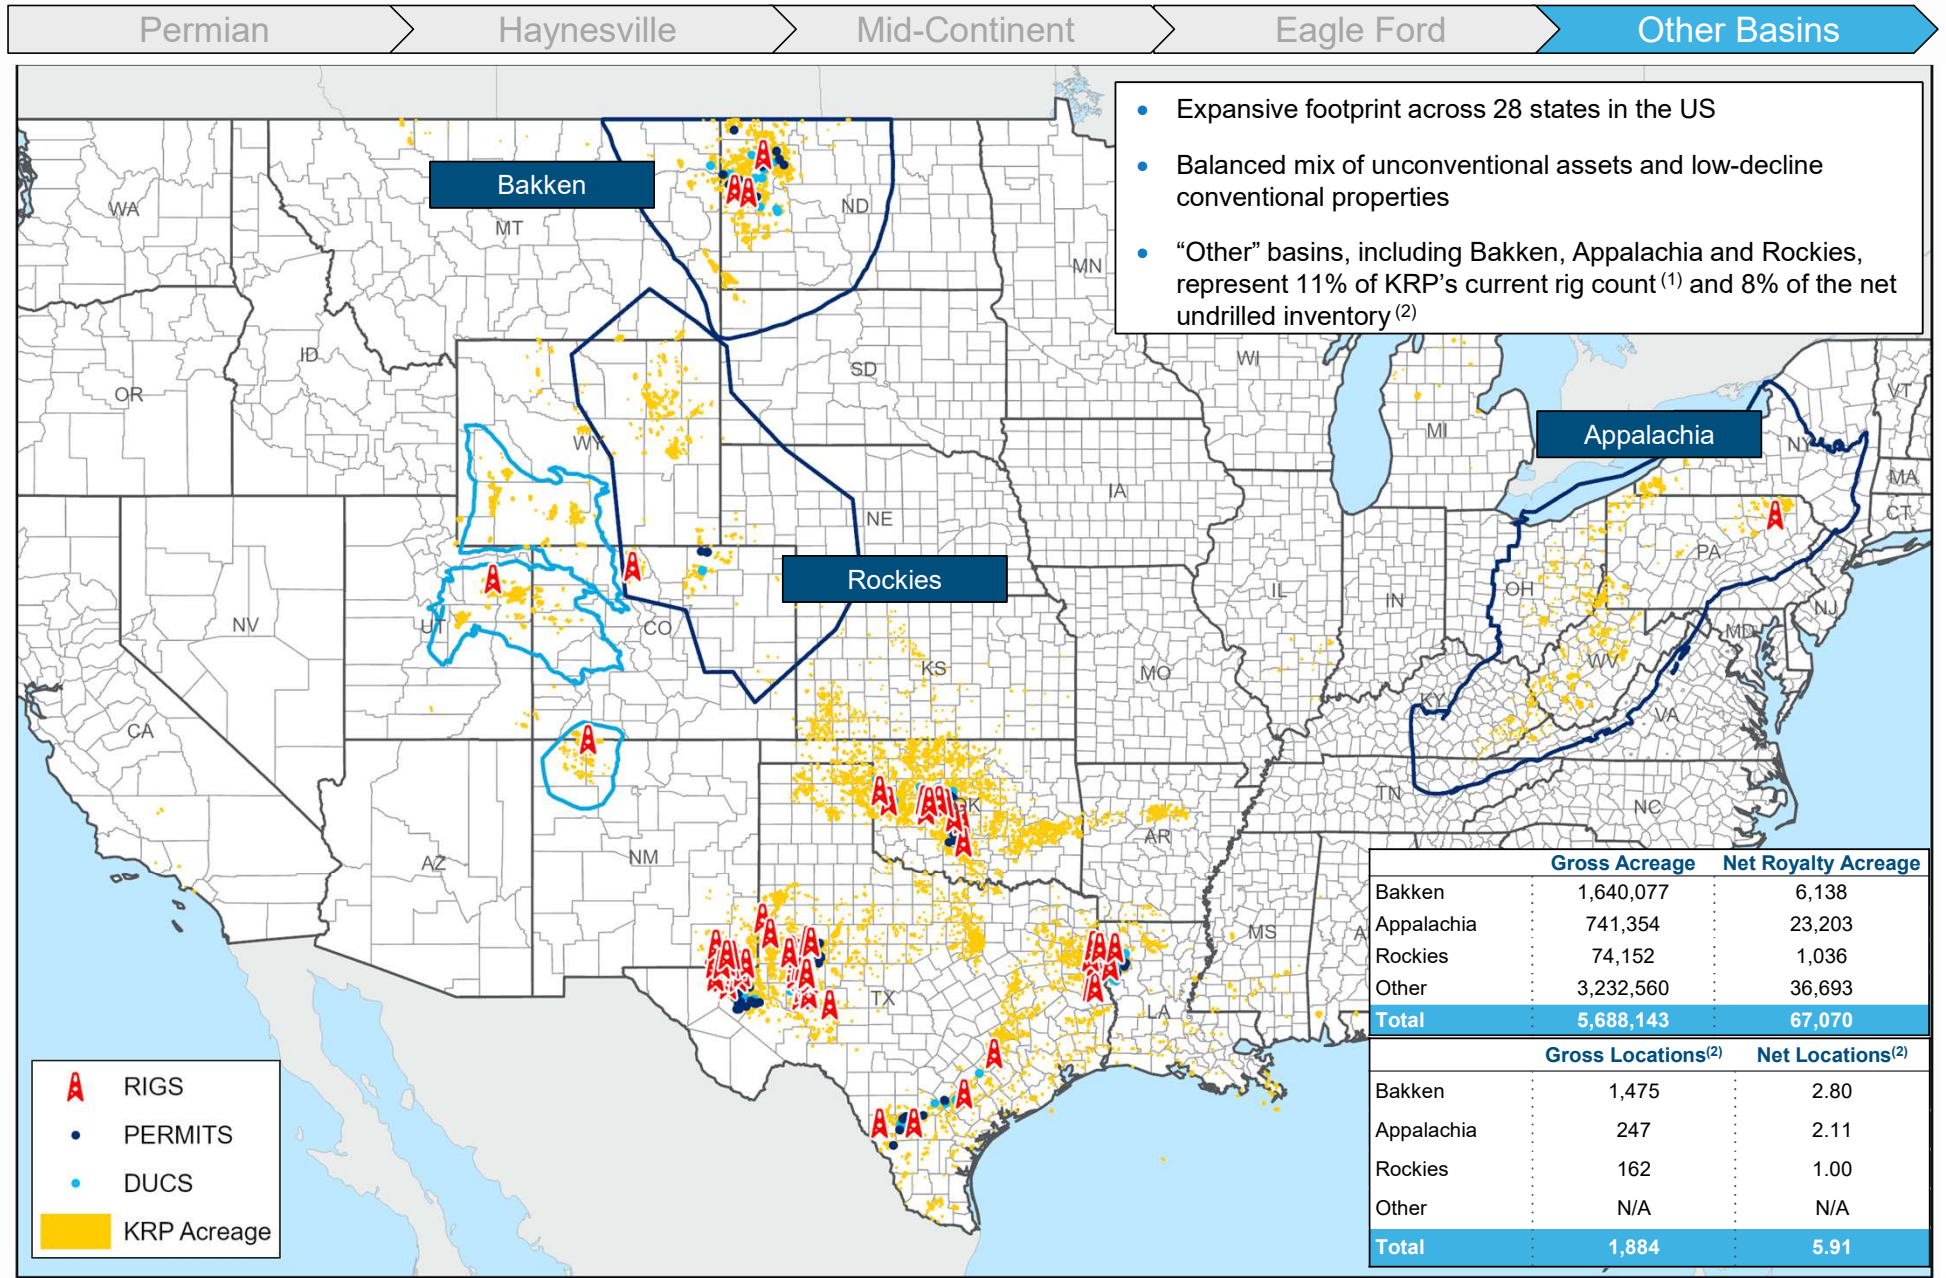 Permian Haynesville Mid-Continent Eagle Ford Other Basins
• Expansive footprint across 28 states in the US
• Balanced mix of unconventional assets and low-decline
conventional properties
• “Other” basins, including Bakken, Appalachia and Rockies,
represent 11% of KRP’s current rig count (1) and 8% of the net
undrilled inventory (2)
Bakken
WA
MT
ND
MN
OR
ID
SD
WI
MI
Appalachia
NY
VT
MA
CT
WY
IA
NE
Rockies
PA
NV
UT
CO
IL
IN
OH
NJ
MD
CA
KS
MO
WV
KY
VA
AZ
NM
OK
AR
TN
NC
TX
LA
MS
A
RIGS
PERMITS
DUCS
KRP Acreage
Gross Acreage Net Royalty Acreage
Bakken 1,640,077 6,138
Appalachia 741,354 23,203
Rockies 74,152 1,036
Other 3,232,560 36,693
Total 5,688,143 67,070
Gross Locations(2) Net Locations(2)
Bakken 1,475 2.80
Appalachia 247 2.11
Rockies 162 1.00
Other N/A N/A
Total 1,884 5.91